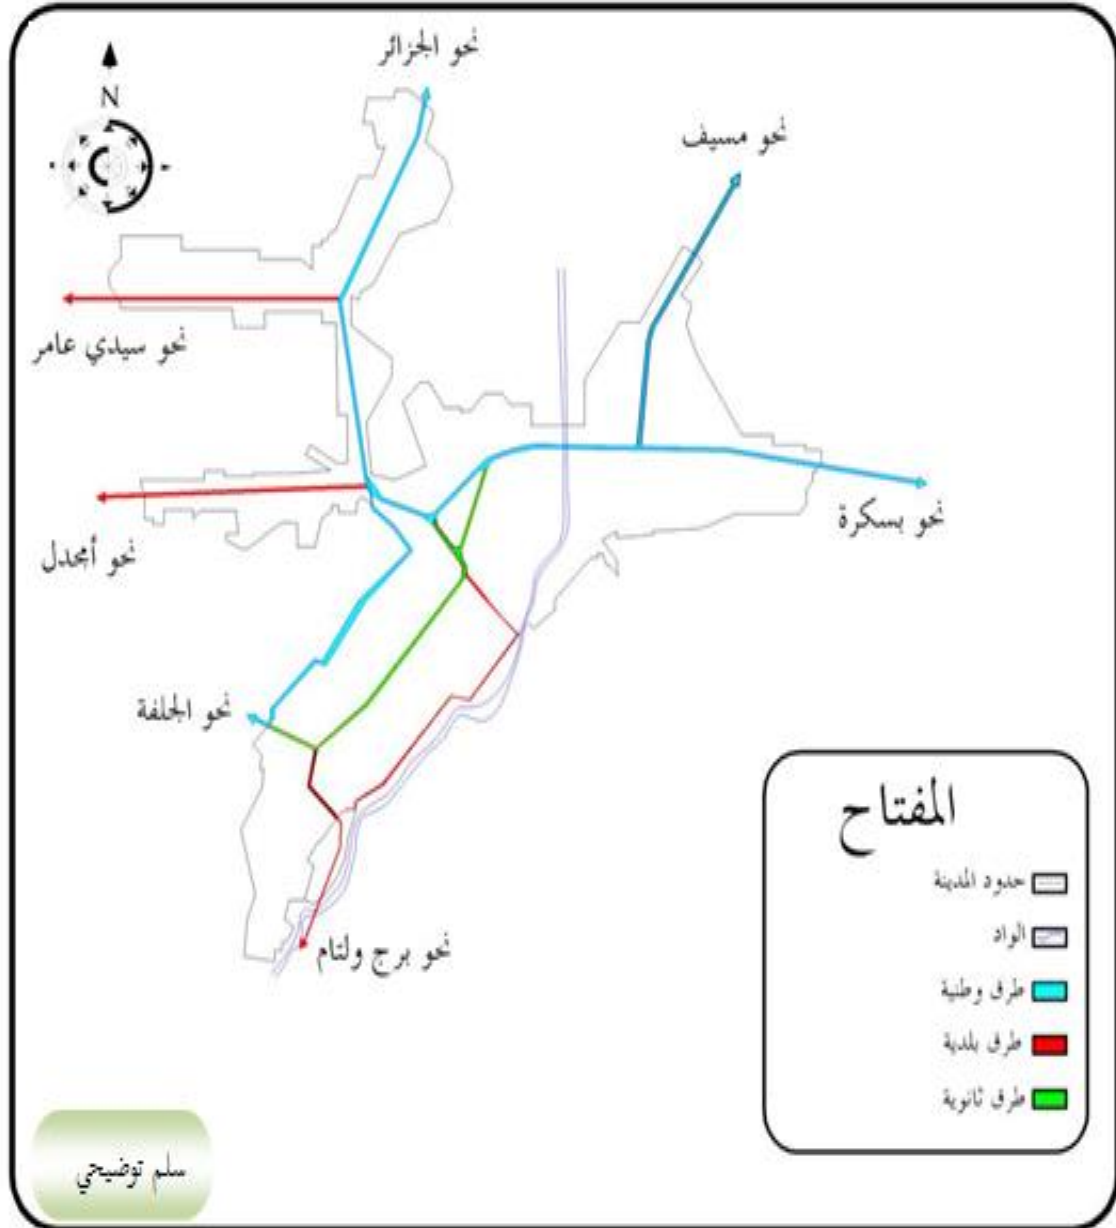 نحو الجزائر
N
نحو مسيف
نحو سيدي عامر
نحو بسكرة
نحو أمجدل
نحو الجلفة
نحو برج ولتام
المفتاح
حدود المدينة
الواد
طرق وطنية
طرق بلدية
طرق ثانوية
سلم توضيحي